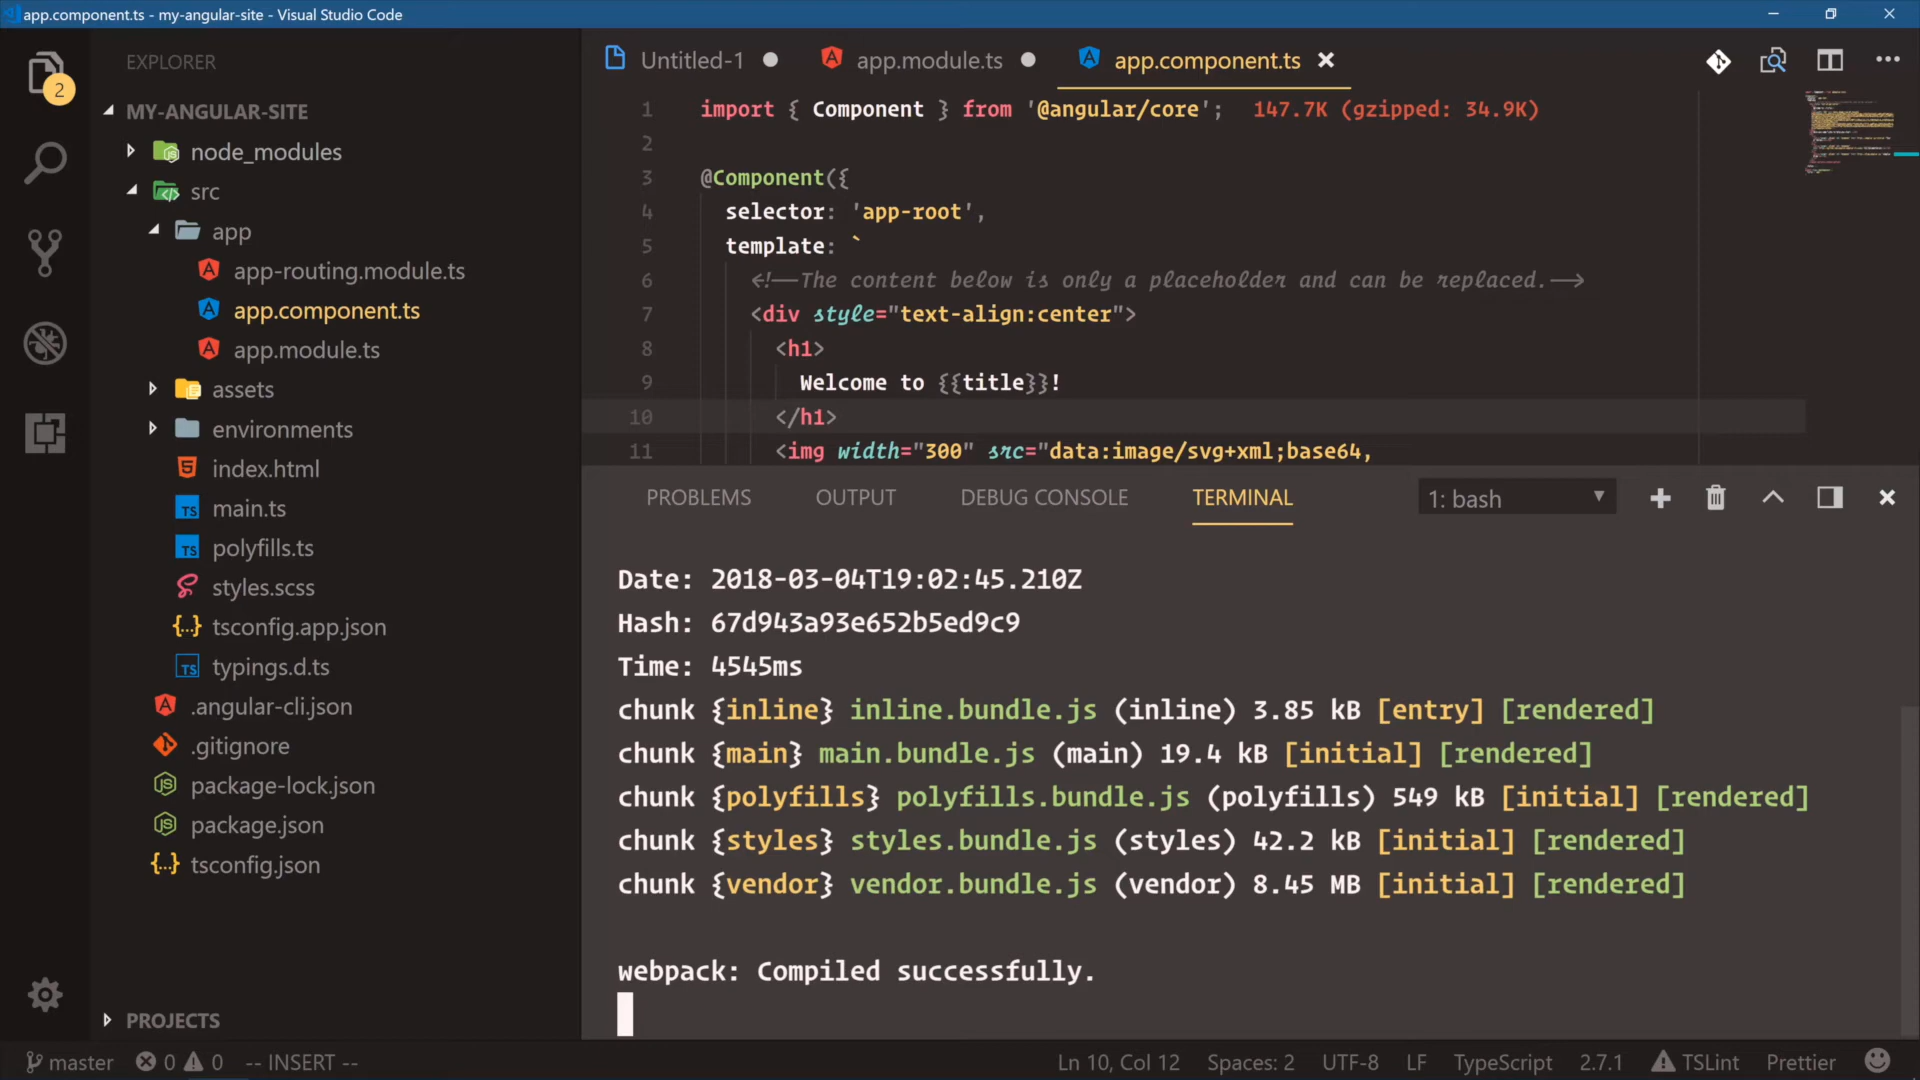 app.component.ts - my-angular-site - Visual Studio Code
2
EXPLORER
MY-ANGULAR-SITE
node_modules
src
app
app-routing.module.ts
app.component.ts
app.module.ts
assets
environments
index.html
TS main.ts
TS polyfills.ts
styles.scss
{..} tsconfig.app.json
TS typings.d.ts
.angular-cli.json
.gitignore
package-lock.json
package.json
{..} tsconfig.json
PROJECTS
Untitled-1
app.module.ts
app.component.ts
1 import { Component } from '@angular/core'; 147.7K (gzipped: 34.9K)
2
3 @Component({
4 selector: 'app-root',
5 template: `
6 <!--The content below is only a placeholder and can be replaced.-->
7 <div style="text-align:center">
8 <h1>
9 Welcome to {{title}}!
10 </h1>
11 <img width="300" src="data:image/svg+xml;base64,
PROBLEMS OUTPUT DEBUG CONSOLE TERMINAL 1: bash
Date: 2018-03-04T19:02:45.210Z
Hash: 67d943a93e652b5ed9c9
Time: 4545ms
chunk {inline} inline.bundle.js (inline) 3.85 kB [entry] [rendered]
chunk {main} main.bundle.js (main) 19.4 kB [initial] [rendered]
chunk {polyfills} polyfills.bundle.js (polyfills) 549 kB [initial] [rendered]
chunk {styles} styles.bundle.js (styles) 42.2 kB [initial] [rendered]
chunk {vendor} vendor.bundle.js (vendor) 8.45 MB [initial] [rendered]
webpack: Compiled successfully.
master 0 0 -- INSERT -- Ln 10, Col 12 Spaces: 2 UTF-8 LF TypeScript 2.7.1 TSLint Prettier